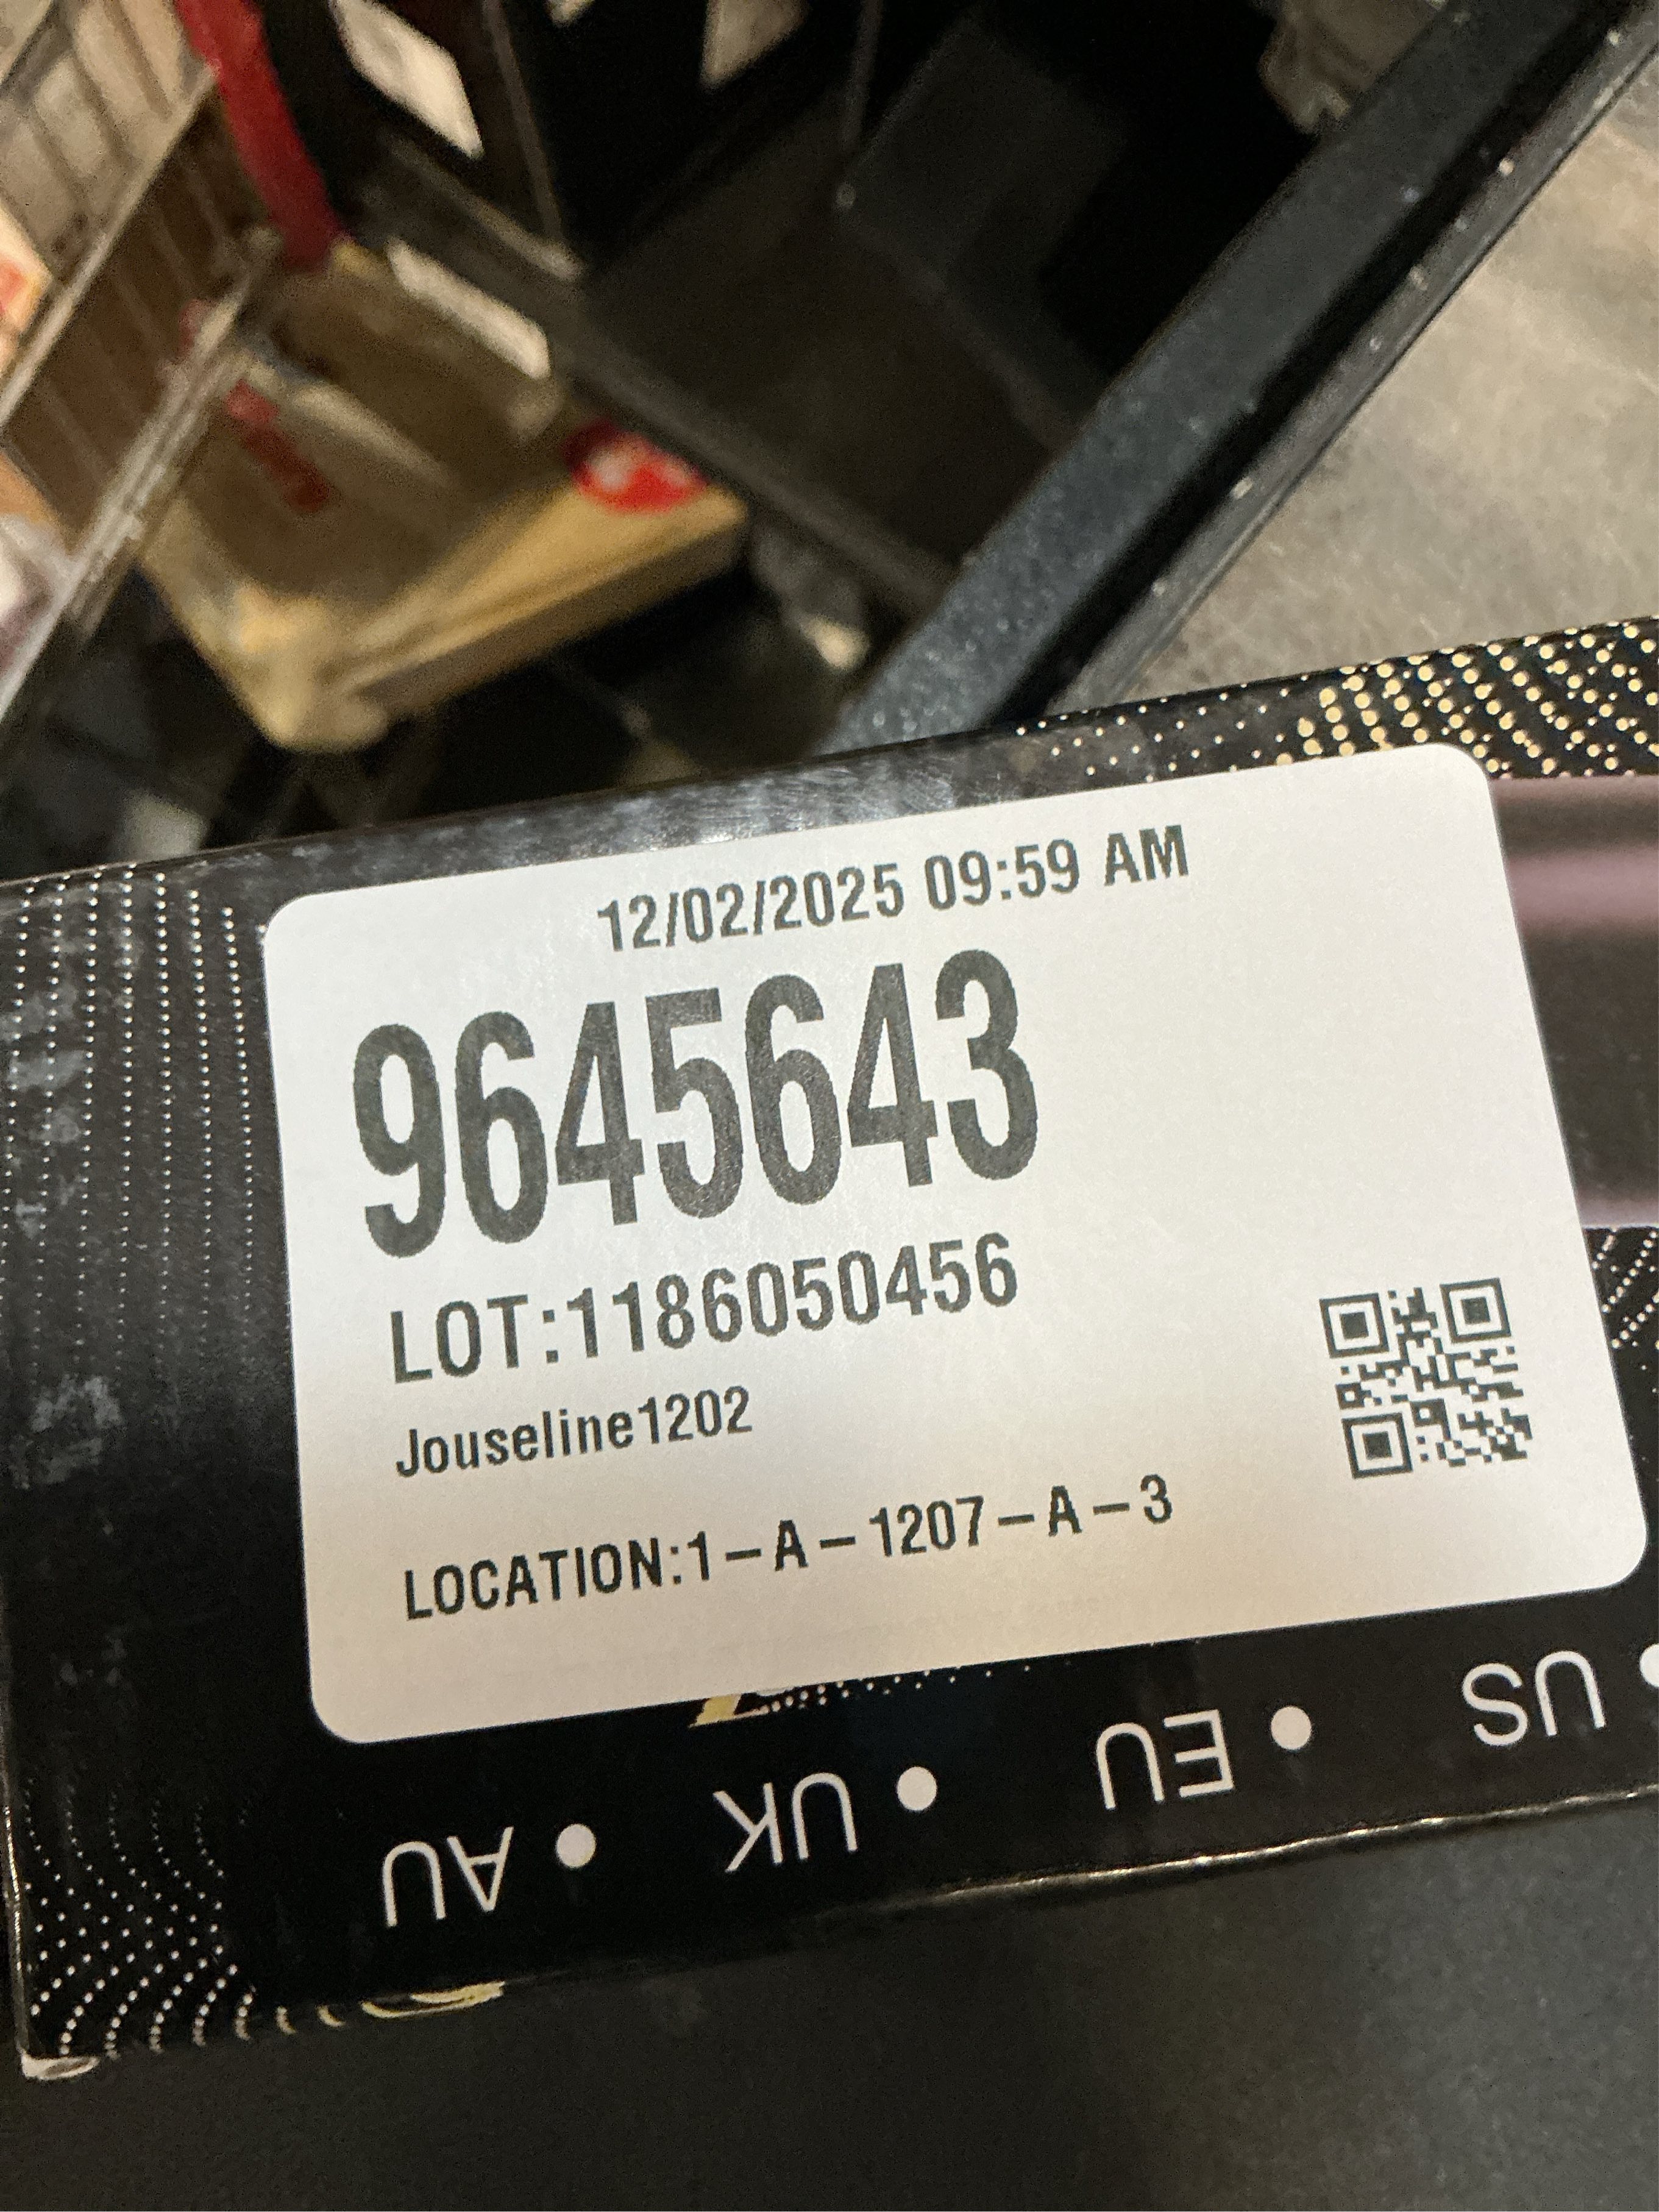 12/02/2025 09:59 AM
9645643
LOT:1186050456
Jouseline1202
LOCATION:1-A-1207-A-3
US • EU • UK • AU